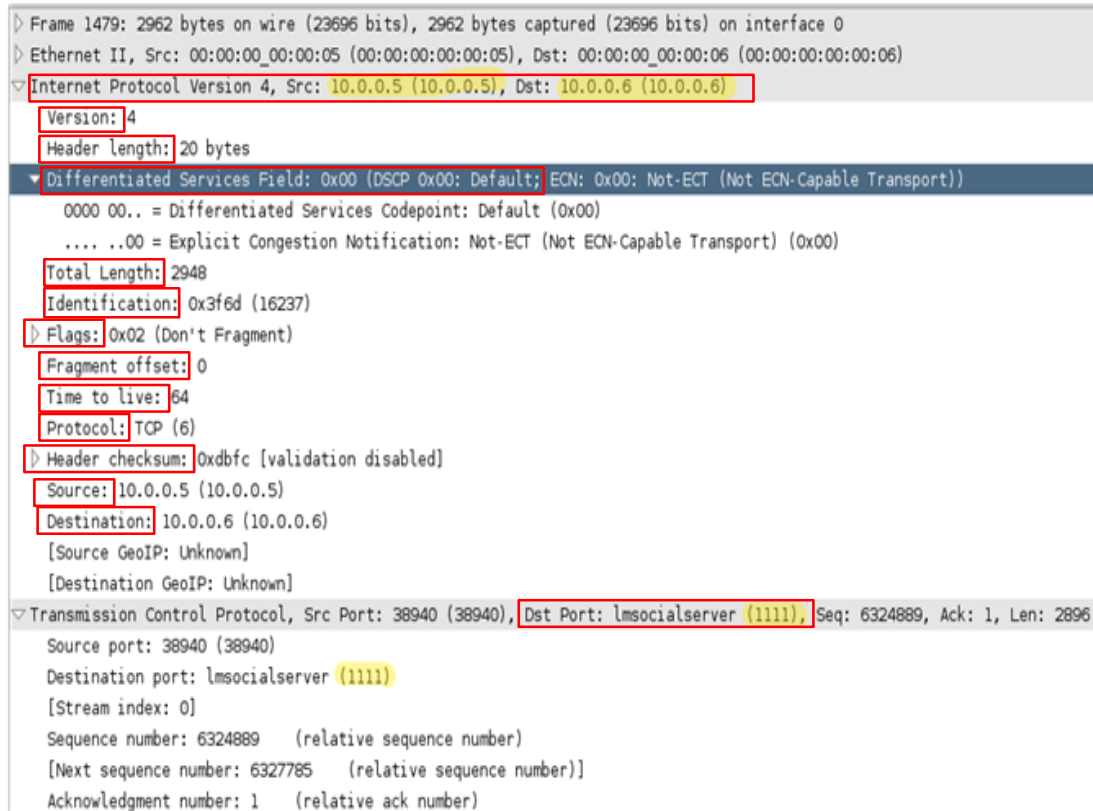 Frame 1479: 2962 bytes on wire (23696 bits), 2962 bytes captured (23696 bits) on interface 0
Ethernet II, Src: 00:00:00_00:00:05 (00:00:00:00:00:05), Dst: 00:00:00_00:00:06 (00:00:00:00:00:06)
Internet Protocol Version 4, Src: 10.0.0.5 (10.0.0.5), Dst: 10.0.0.6 (10.0.0.6)
Version: 4
Header length: 20 bytes
Differentiated Services Field: 0x00 (DSCP 0x00: Default; ECN: 0x00: Not-ECT (Not ECN-Capable Transport))
0000 00.. = Differentiated Services Codepoint: Default (0x00)
.... ..00 = Explicit Congestion Notification: Not-ECT (Not ECN-Capable Transport) (0x00)
Total Length: 2948
Identification: 0x3f6d (16237)
Flags: 0x02 (Don't Fragment)
Fragment offset: 0
Time to live: 64
Protocol: TCP (6)
Header checksum: 0xdbfc [validation disabled]
Source: 10.0.0.5 (10.0.0.5)
Destination: 10.0.0.6 (10.0.0.6)
[Source GeoIP: Unknown]
[Destination GeoIP: Unknown]
Transmission Control Protocol, Src Port: 38940 (38940), Dst Port: lmsocialserver (1111), Seq: 6324889, Ack: 1, Len: 2896
Source port: 38940 (38940)
Destination port: lmsocialserver (1111)
[Stream index: 0]
Sequence number: 6324889 (relative sequence number)
[Next sequence number: 6327785 (relative sequence number)]
Acknowledgment number: 1 (relative ack number)